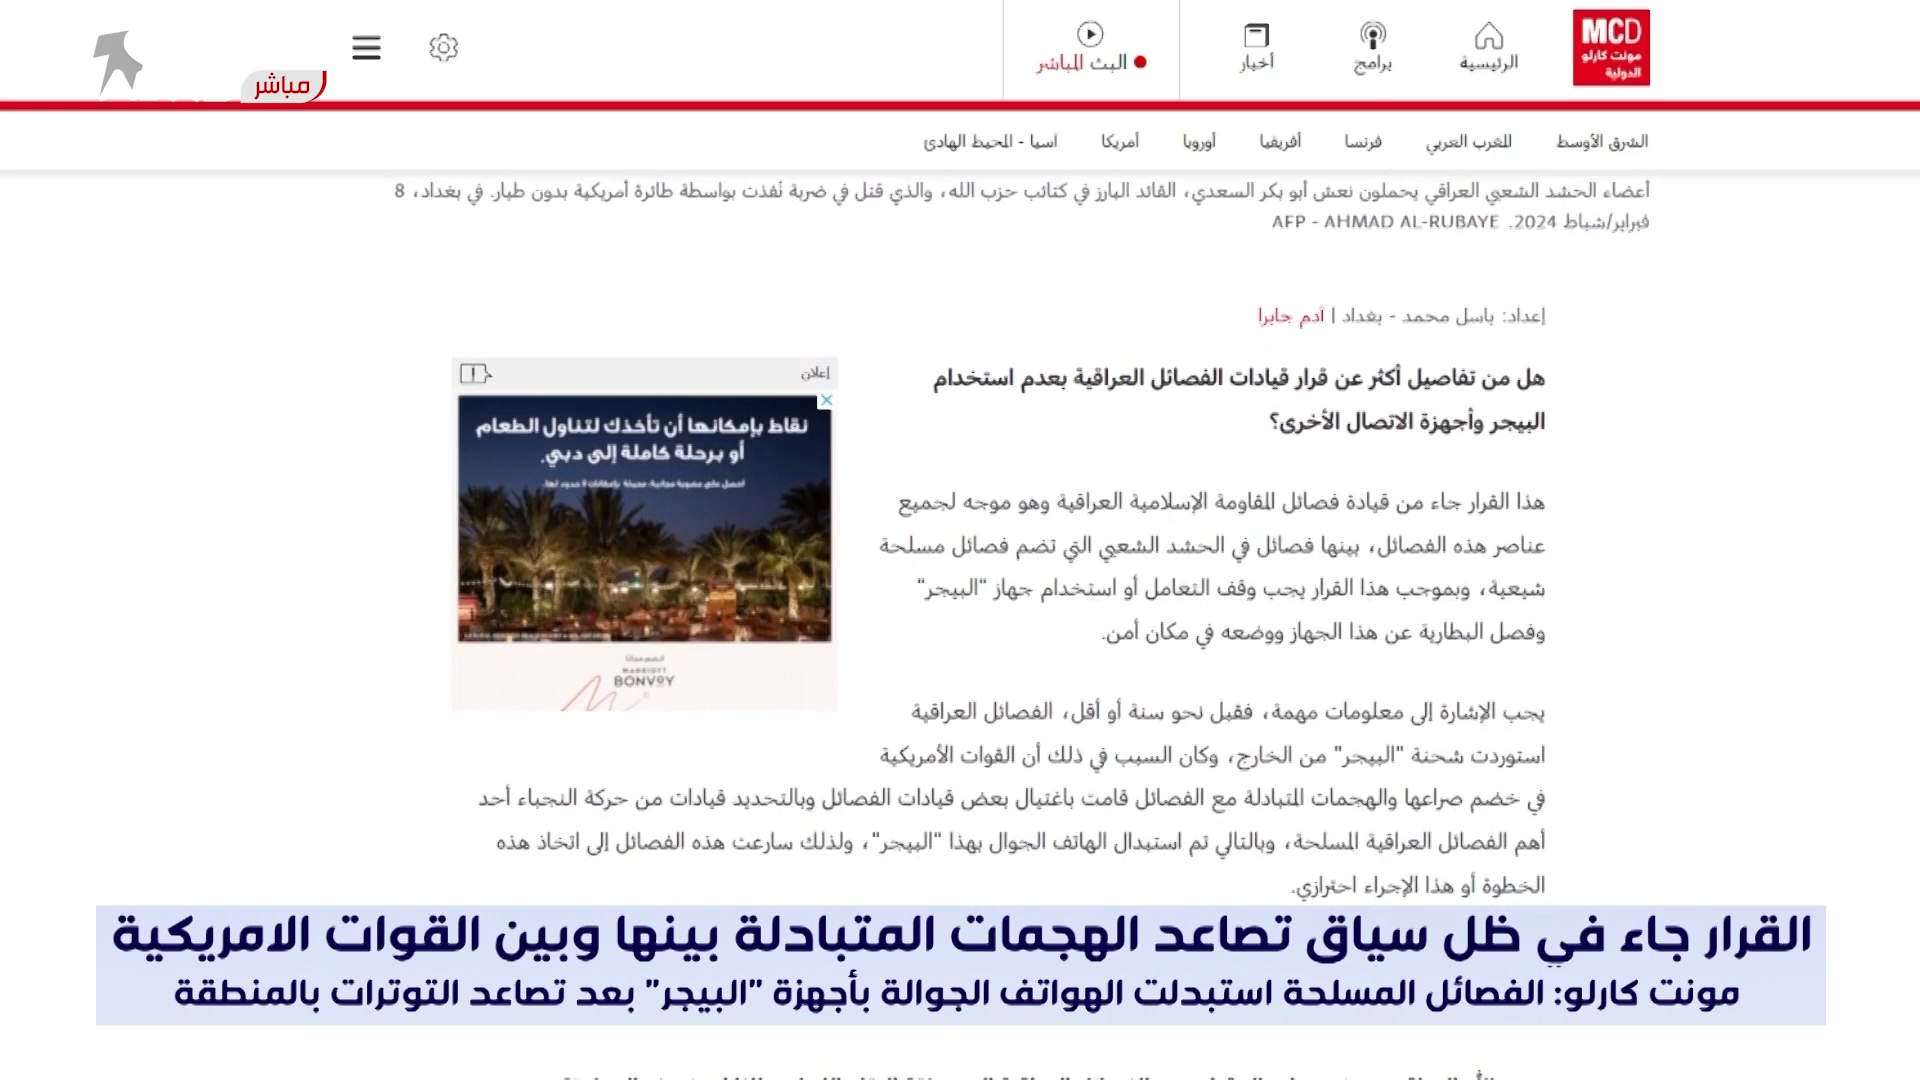 MCD
مونت كارلو
الدولية
الرئيسية
برامج
أخبار
البث المباشر
مباشر
الشرق الأوسط
المغرب العربي
فرنسا
أفريقيا
أوروبا
أمريكا
آسيا - المحيط الهادئ
أعضاء الحشد الشعبي العراقي يحملون نعش أبو بكر السعدي، القائد البارز في كتائب حزب الله، والذي قتل في ضربة نُفذت بواسطة طائرة أمريكية بدون طيار. في بغداد، 8
فبراير/شباط 2024. AFP - AHMAD AL-RUBAYE
إعداد: باسل محمد - بغداد | آدم جابرا
هل من تفاصيل أكثر عن قرار قيادات الفصائل العراقية بعدم استخدام
البيجر وأجهزة الاتصال الأخرى؟
إعلان
نقاط بإمكانها أن تأخذك لتناول الطعام
أو برحلة كاملة إلى دبي.
انضم مجانًا
MARRIOTT
BONVOY
هذا القرار جاء من قيادة فصائل المقاومة الإسلامية العراقية وهو موجه لجميع
عناصر هذه الفصائل، بينها فصائل في الحشد الشعبي التي تضم فصائل مسلحة
شيعية، وبموجب هذا القرار يجب وقف التعامل أو استخدام جهاز "البيجر"
وفصل البطارية عن هذا الجهاز ووضعه في مكان أمن.
يجب الإشارة إلى معلومات مهمة، فقبل نحو سنة أو أقل، الفصائل العراقية
استوردت شحنة "البيجر" من الخارج، وكان السبب في ذلك أن القوات الأمريكية
في خضم صراعها والهجمات المتبادلة مع الفصائل قامت باغتيال بعض قيادات الفصائل وبالتحديد قيادات من حركة النجباء أحد
أهم الفصائل العراقية المسلحة، وبالتالي تم استبدال الهاتف الجوال بهذا "البيجر"، ولذلك سارعت هذه الفصائل إلى اتخاذ هذه
الخطوة أو هذا الإجراء احترازي.
القرار جاء في ظل سياق تصاعد الهجمات المتبادلة بينها وبين القوات الامريكية
مونت كارلو: الفصائل المسلحة استبدلت الهواتف الجوالة بأجهزة "البيجر" بعد تصاعد التوترات بالمنطقة